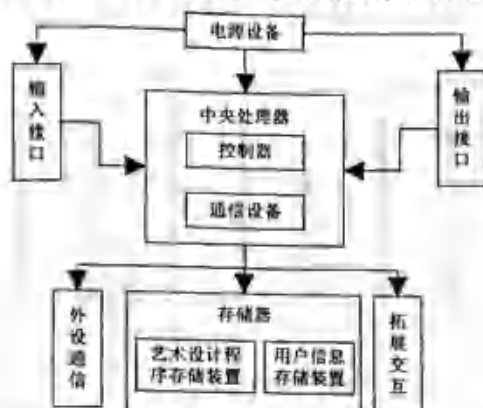 电源设备
输入接口
中央处理器
控制器
通信设备
输出接口
外设通信
存储器
艺术设计程
序存储装置
用户信息
存储装置
拓展交互